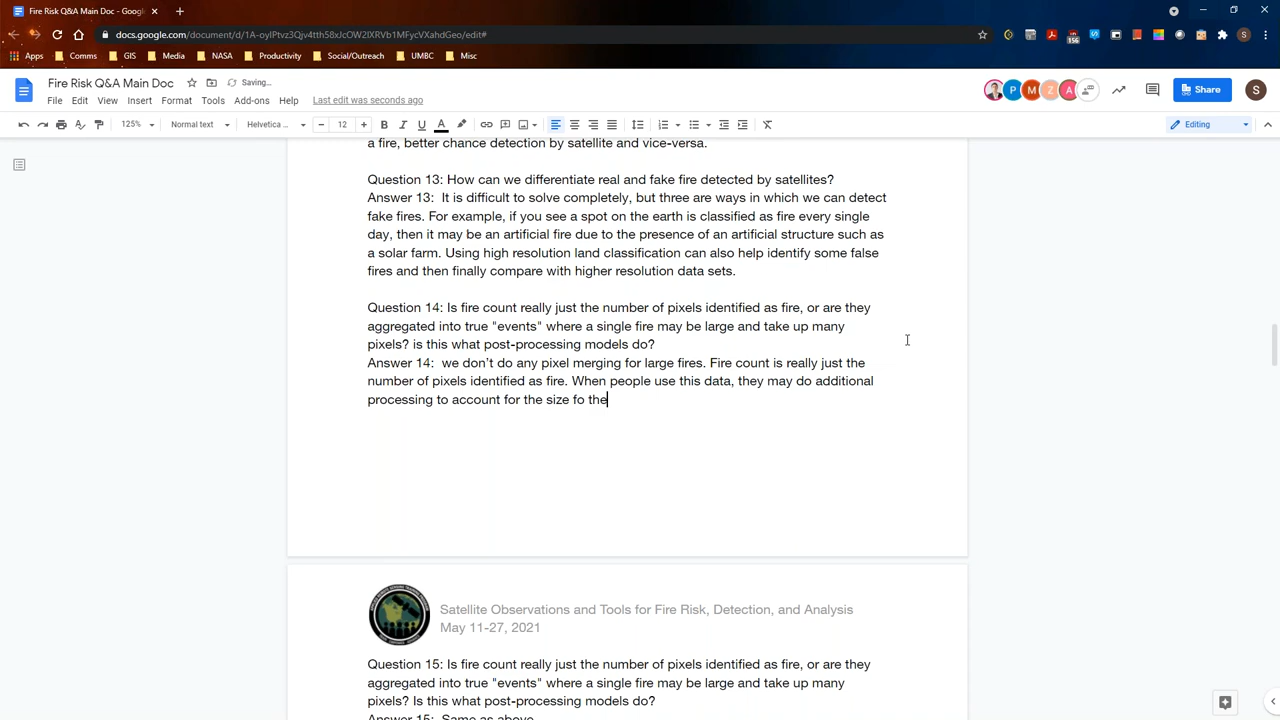 Fire Risk Q&A Main Doc - Googl
docs.google.com/document/d/1A-oyIPtvz3Qjv4tth58xJcOW2IXRVb1MFycVXahdGeo/edit#
156
S
Apps Comms GIS Media NASA Productivity Social/Outreach UMBC Misc
Fire Risk Q&A Main Doc Saving...
P M Z A Share S
File Edit View Insert Format Tools Add-ons Help Last edit was seconds ago
125% Normal text Helvetica ... 12 B I U A Editing
a fire, better chance detection by satellite and vice-versa.
Question 13: How can we differentiate real and fake fire detected by satellites?
Answer 13: It is difficult to solve completely, but three are ways in which we can detect
fake fires. For example, if you see a spot on the earth is classified as fire every single
day, then it may be an artificial fire due to the presence of an artificial structure such as
a solar farm. Using high resolution land classification can also help identify some false
fires and then finally compare with higher resolution data sets.
Question 14: Is fire count really just the number of pixels identified as fire, or are they
aggregated into true "events" where a single fire may be large and take up many
pixels? is this what post-processing models do?
Answer 14: we don't do any pixel merging for large fires. Fire count is really just the
number of pixels identified as fire. When people use this data, they may do additional
processing to account for the size fo the
Satellite Observations and Tools for Fire Risk, Detection, and Analysis
May 11-27, 2021
Question 15: Is fire count really just the number of pixels identified as fire, or are they
aggregated into true "events" where a single fire may be large and take up many
pixels? Is this what post-processing models do?
Answer 15: Same as above